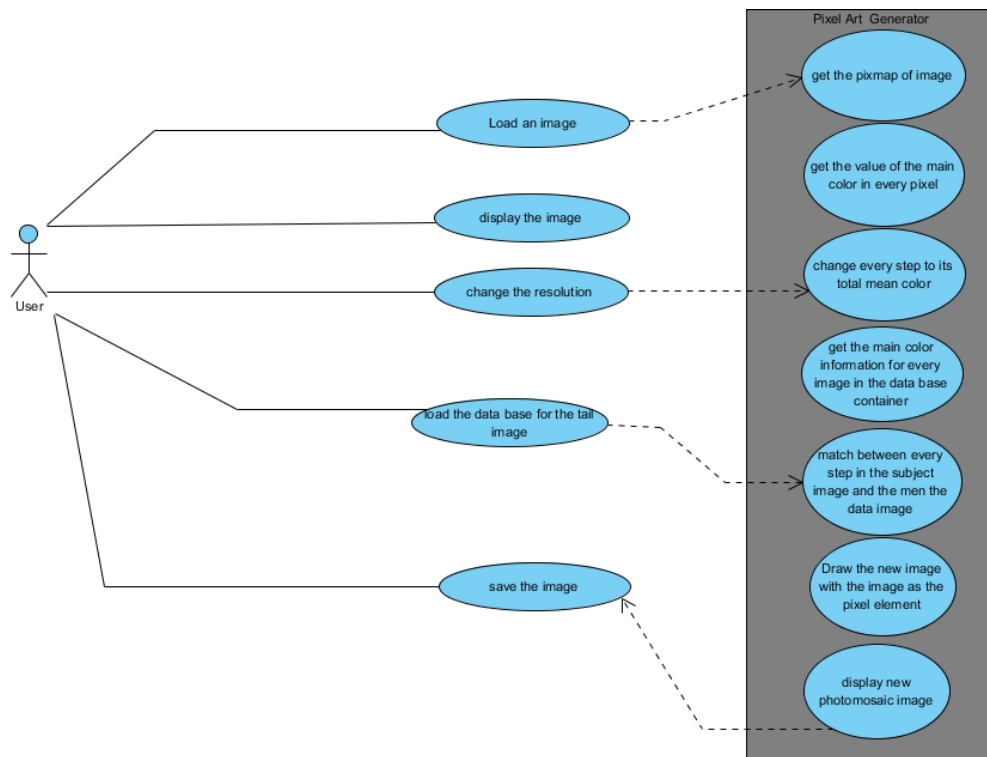 Pixel Art Generator
get the pixmap of image
Load an image
get the value of the main
color in every pixel
display the image
User
change the resolution
change every step to its
total mean color
get the main color
information for every
image in the data base
container
load the data base for the tail
image
match between every
step in the subject
image and the men the
data image
save the image
Draw the new image
with the image as the
pixel element
display new
photomosaic image